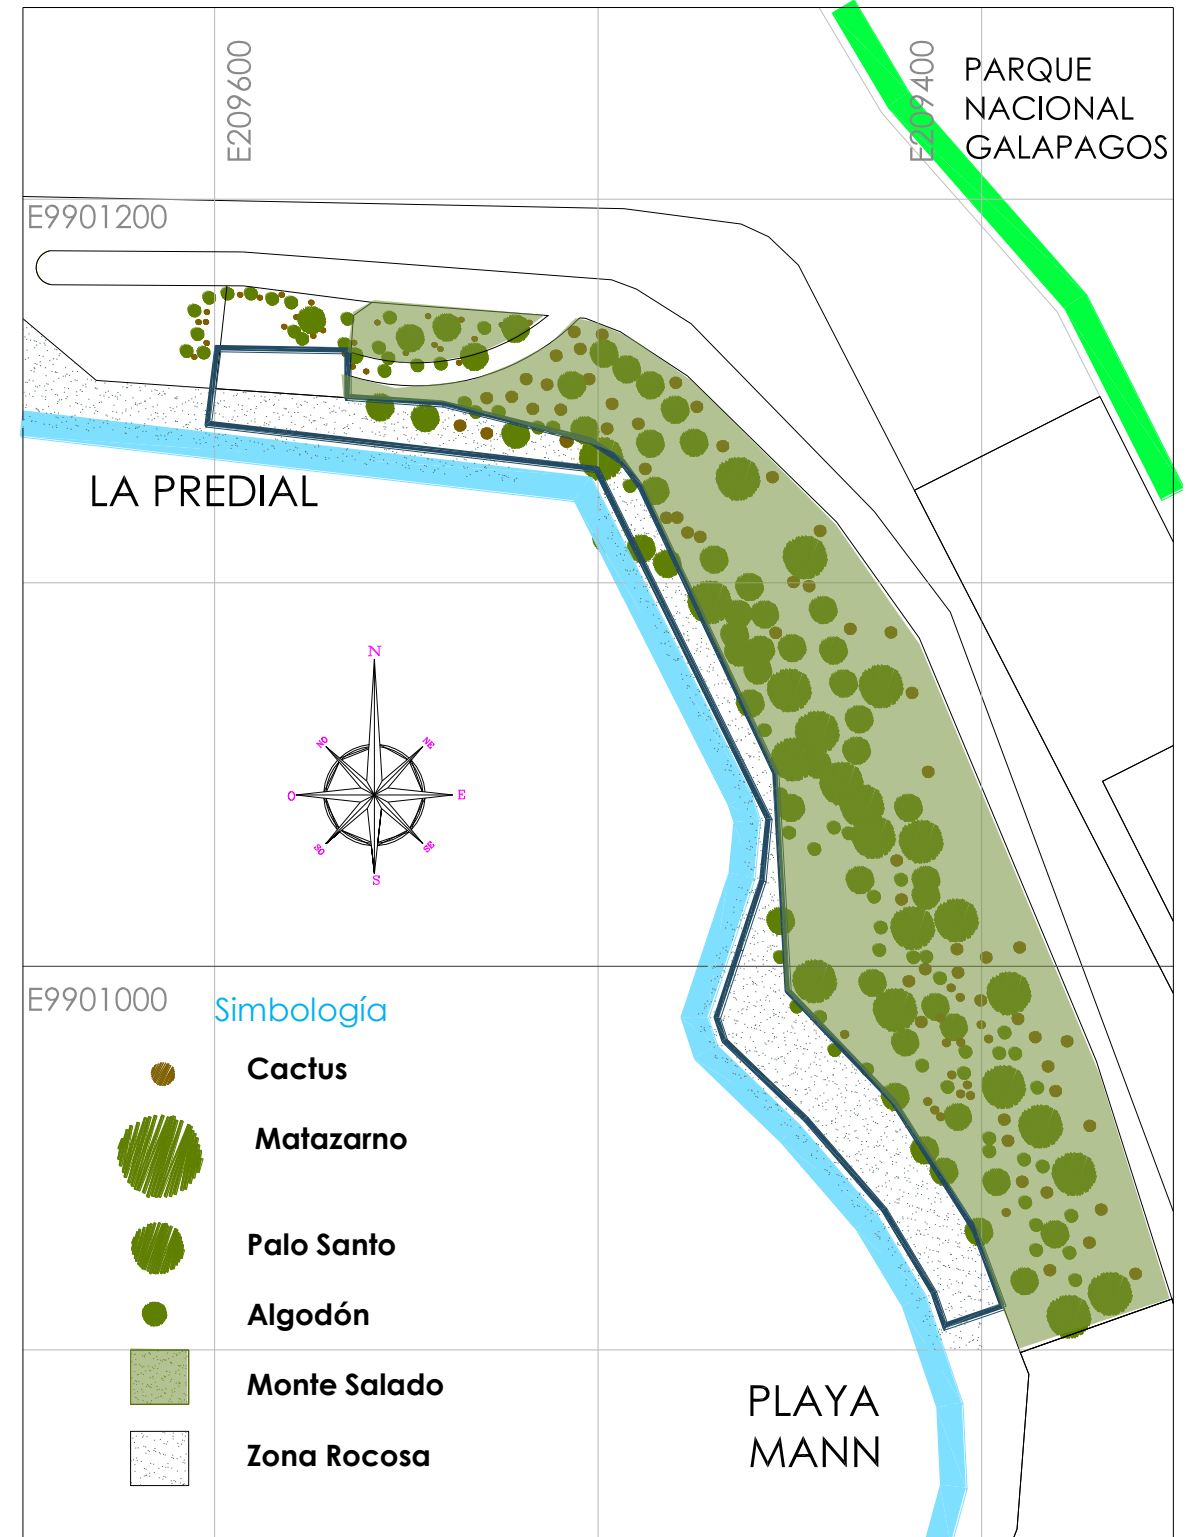 E209600
E209400
PARQUE
NACIONAL
GALAPAGOS
E9901200
LA PREDIAL
N
NO
NE
O
E
SO
SE
S
E9901000
Simbología
Cactus
Matazarno
Palo Santo
Algodón
Monte Salado
Zona Rocosa
PLAYA
MANN